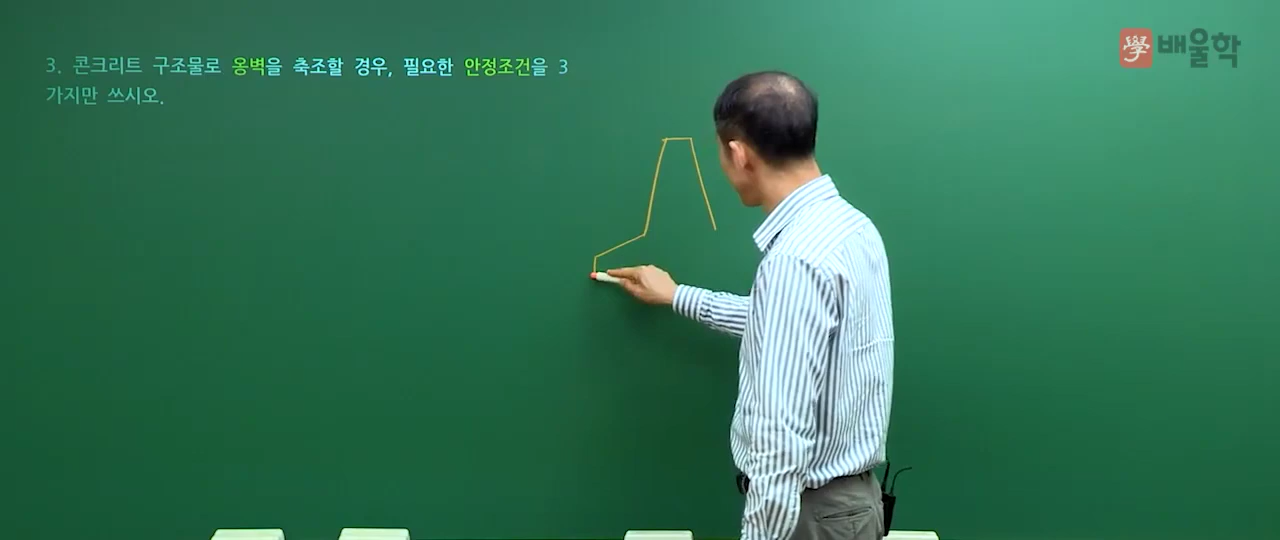 3. 콘크리트 구조물로 옹벽을 축조할 경우, 필요한 안정조건을 3
가지만 쓰시오.
學 배울학